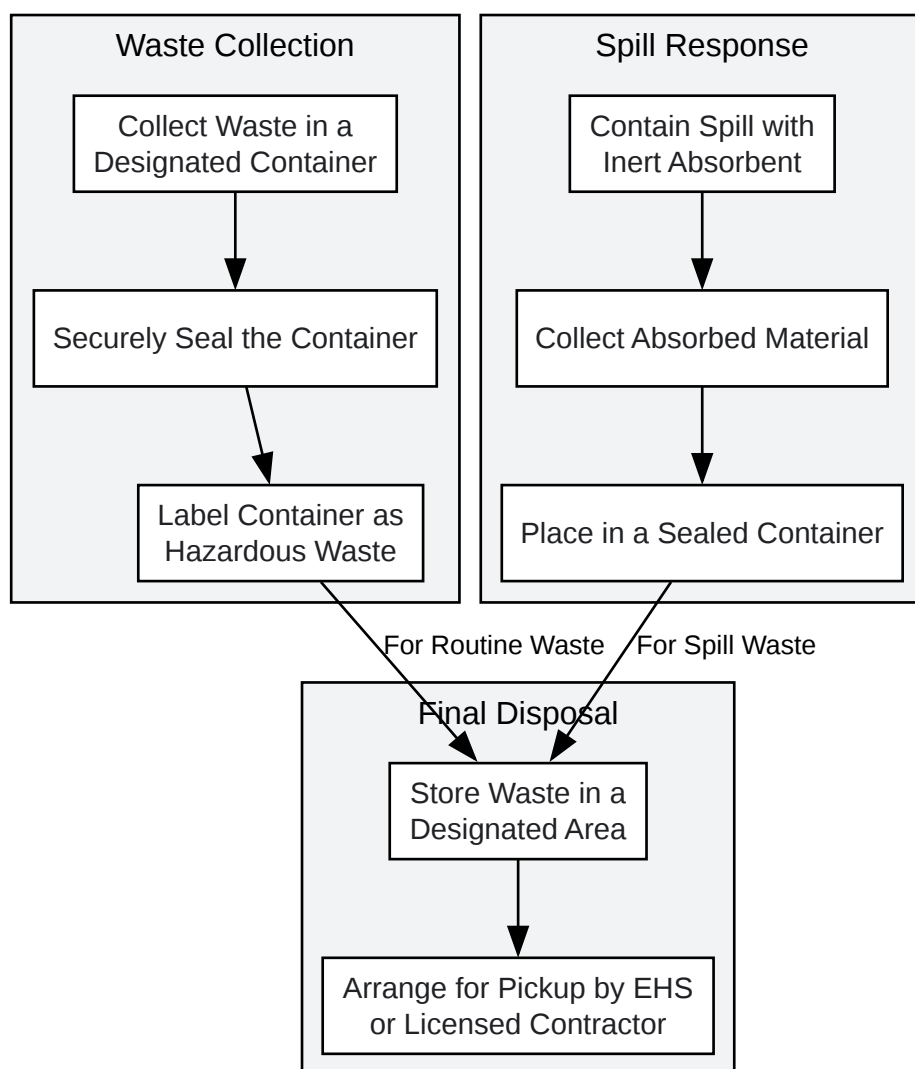 Waste Collection
Collect Waste in a
Designated Container
Securely Seal the Container
Label Container as
Hazardous Waste
Spill Response
Contain Spill with
Inert Absorbent
Collect Absorbed Material
Place in a Sealed Container
For Routine Waste
For Spill Waste
Final Disposal
Store Waste in a
Designated Area
Arrange for Pickup by EHS
or Licensed Contractor